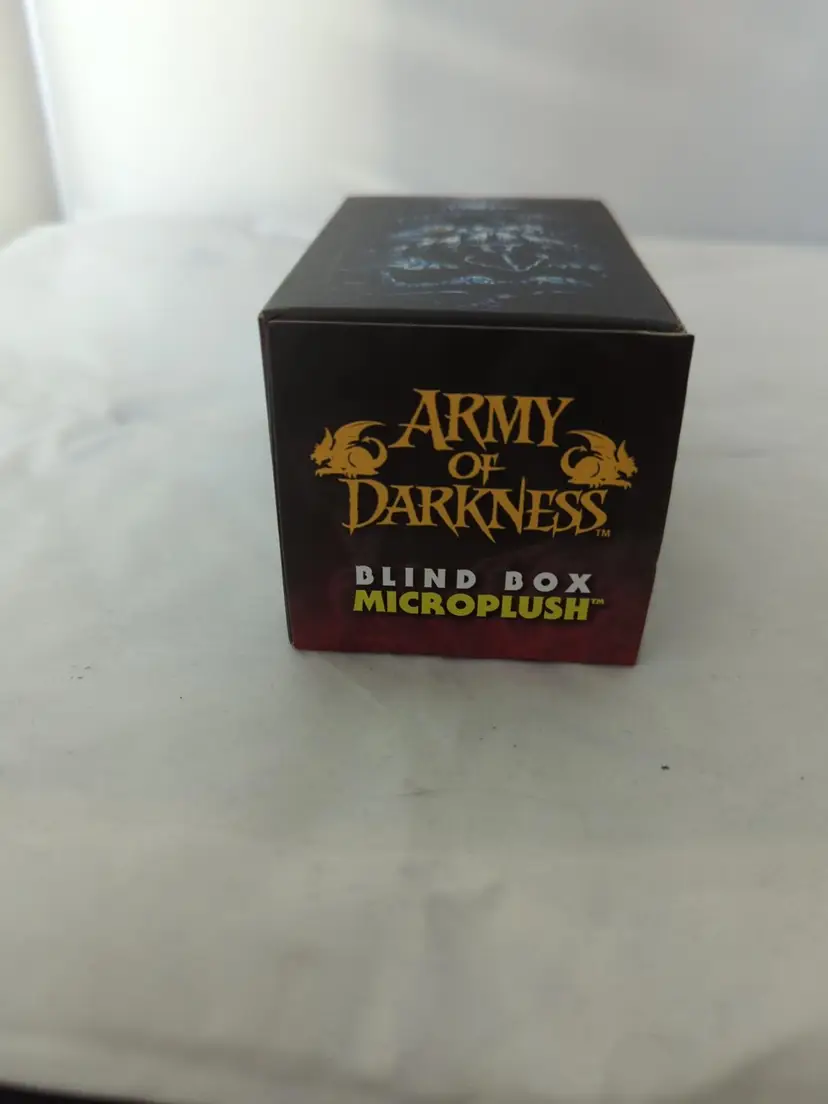 ARMY
OF
DARKNESS™
BLIND BOX
MICROPLUSH™